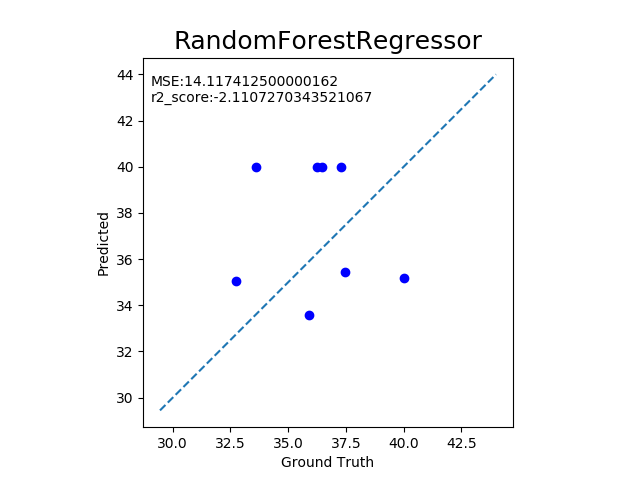 RandomForestRegressor
MSE:14.117412500000162
r2_score:-2.1107270343521067
44
42
40
38
36
34
32
30
Predicted
30.0 32.5 35.0 37.5 40.0 42.5
Ground Truth